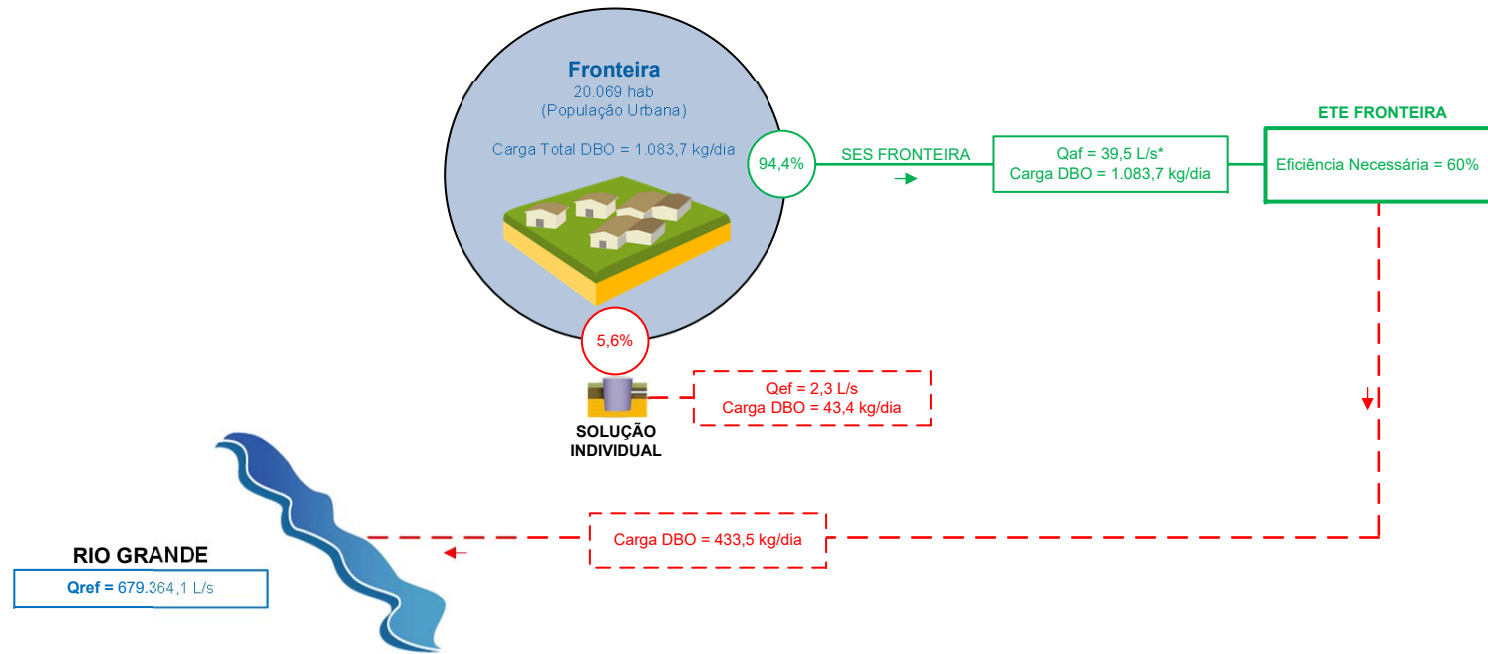 Fronteira
20.069 hab
(População Urbana)
Carga Total DBO = 1.083,7 kg/dia
94,4%
SES FRONTEIRA
Qaf = 39,5 L/s*
Carga DBO = 1.083,7 kg/dia
ETE FRONTEIRA
Eficiência Necessária = 60%
5,6%
SOLUÇÃO
INDIVIDUAL
Qef = 2,3 L/s
Carga DBO = 43,4 kg/dia
Carga DBO = 433,5 kg/dia
RIO GRANDE
Qref = 679.364,1 L/s